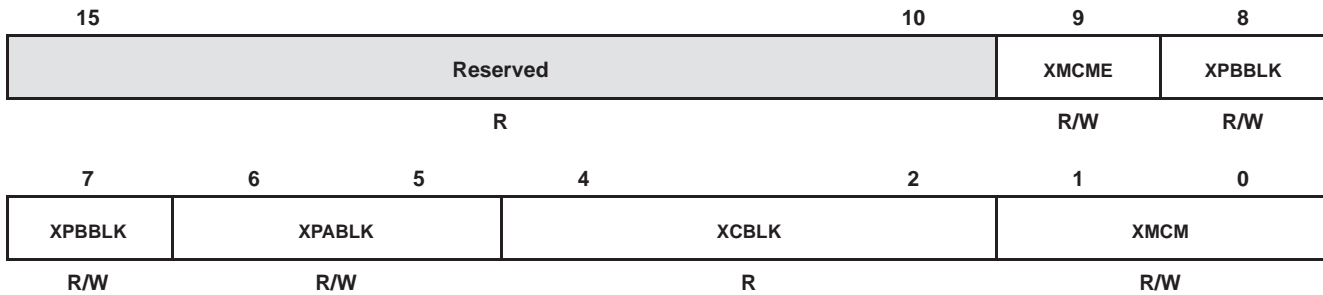 15 10 9 8
Reserved XMCME XPBBLK
R R/W R/W
7 6 5 4 2 1 0
XPBBLK XPABLK XCBLK XMCM
R/W R/W R R/W